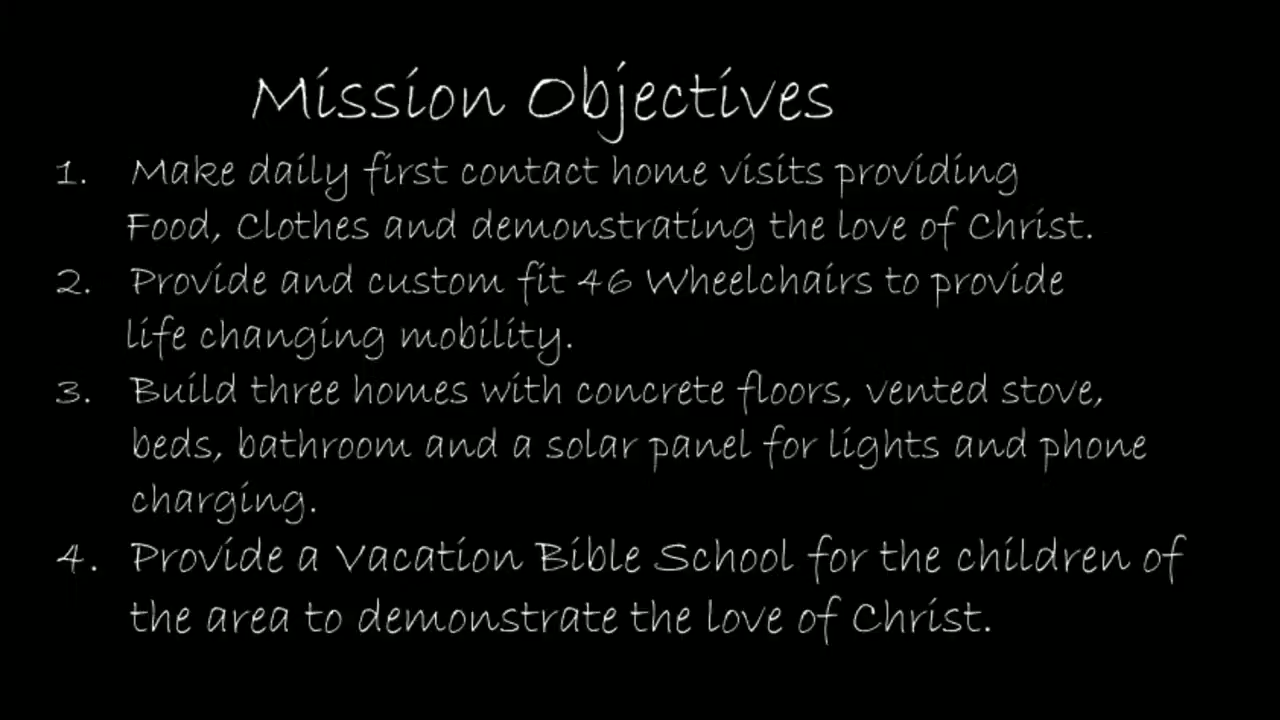 Mission Objectives
1. Make daily first contact home visits providing
Food, Clothes and demonstrating the love of Christ.
2. Provide and custom fit 46 Wheelchairs to provide
life changing mobility.
3. Build three homes with concrete floors, vented stove,
beds, bathroom and a solar panel for lights and phone
charging.
4. Provide a Vacation Bible School for the children of
the area to demonstrate the love of Christ.